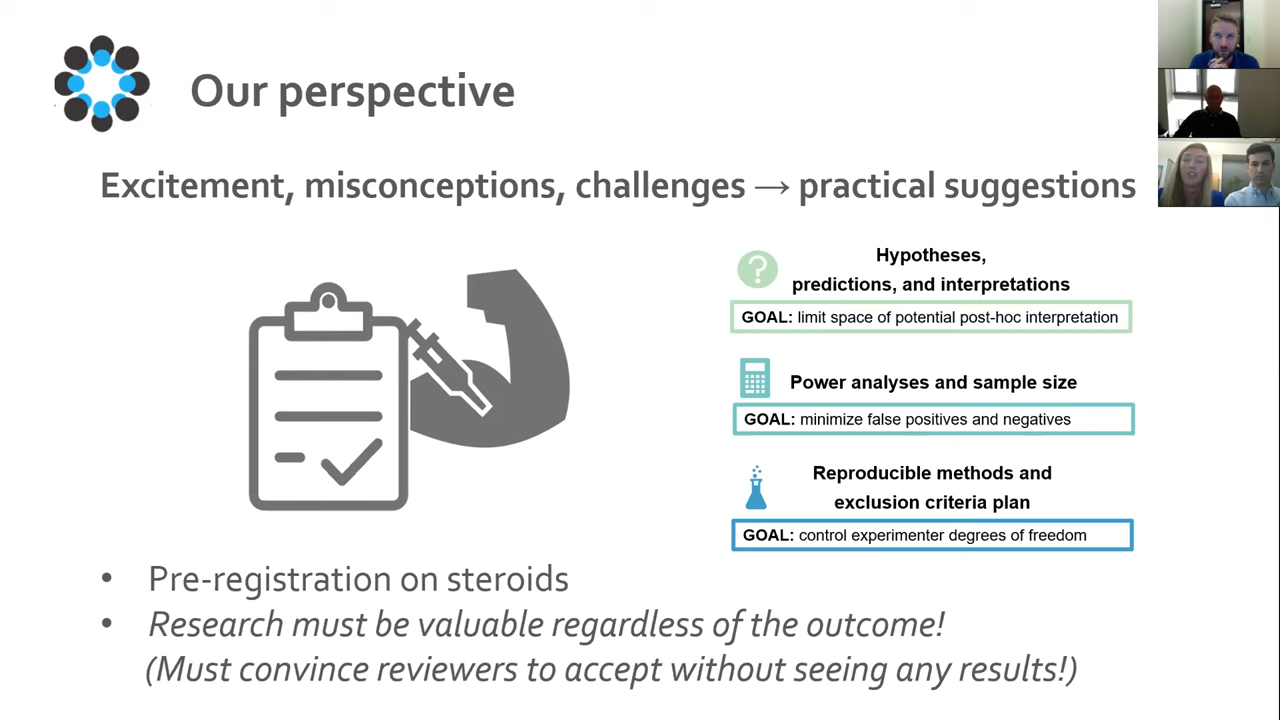 Our perspective
Excitement, misconceptions, challenges → practical suggestions
?
Hypotheses,
predictions, and interpretations
GOAL: limit space of potential post-hoc interpretation
Power analyses and sample size
GOAL: minimize false positives and negatives
Reproducible methods and
exclusion criteria plan
GOAL: control experimenter degrees of freedom
• Pre-registration on steroids
• Research must be valuable regardless of the outcome!
(Must convince reviewers to accept without seeing any results!)